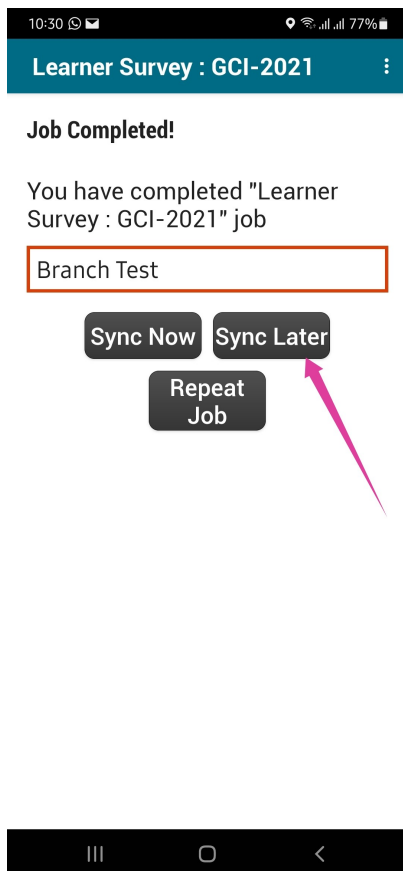 10:30 77%
Learner Survey : GCI-2021
Job Completed!
You have completed "Learner
Survey : GCI-2021" job
Branch Test
Sync Now Sync Later
Repeat
Job